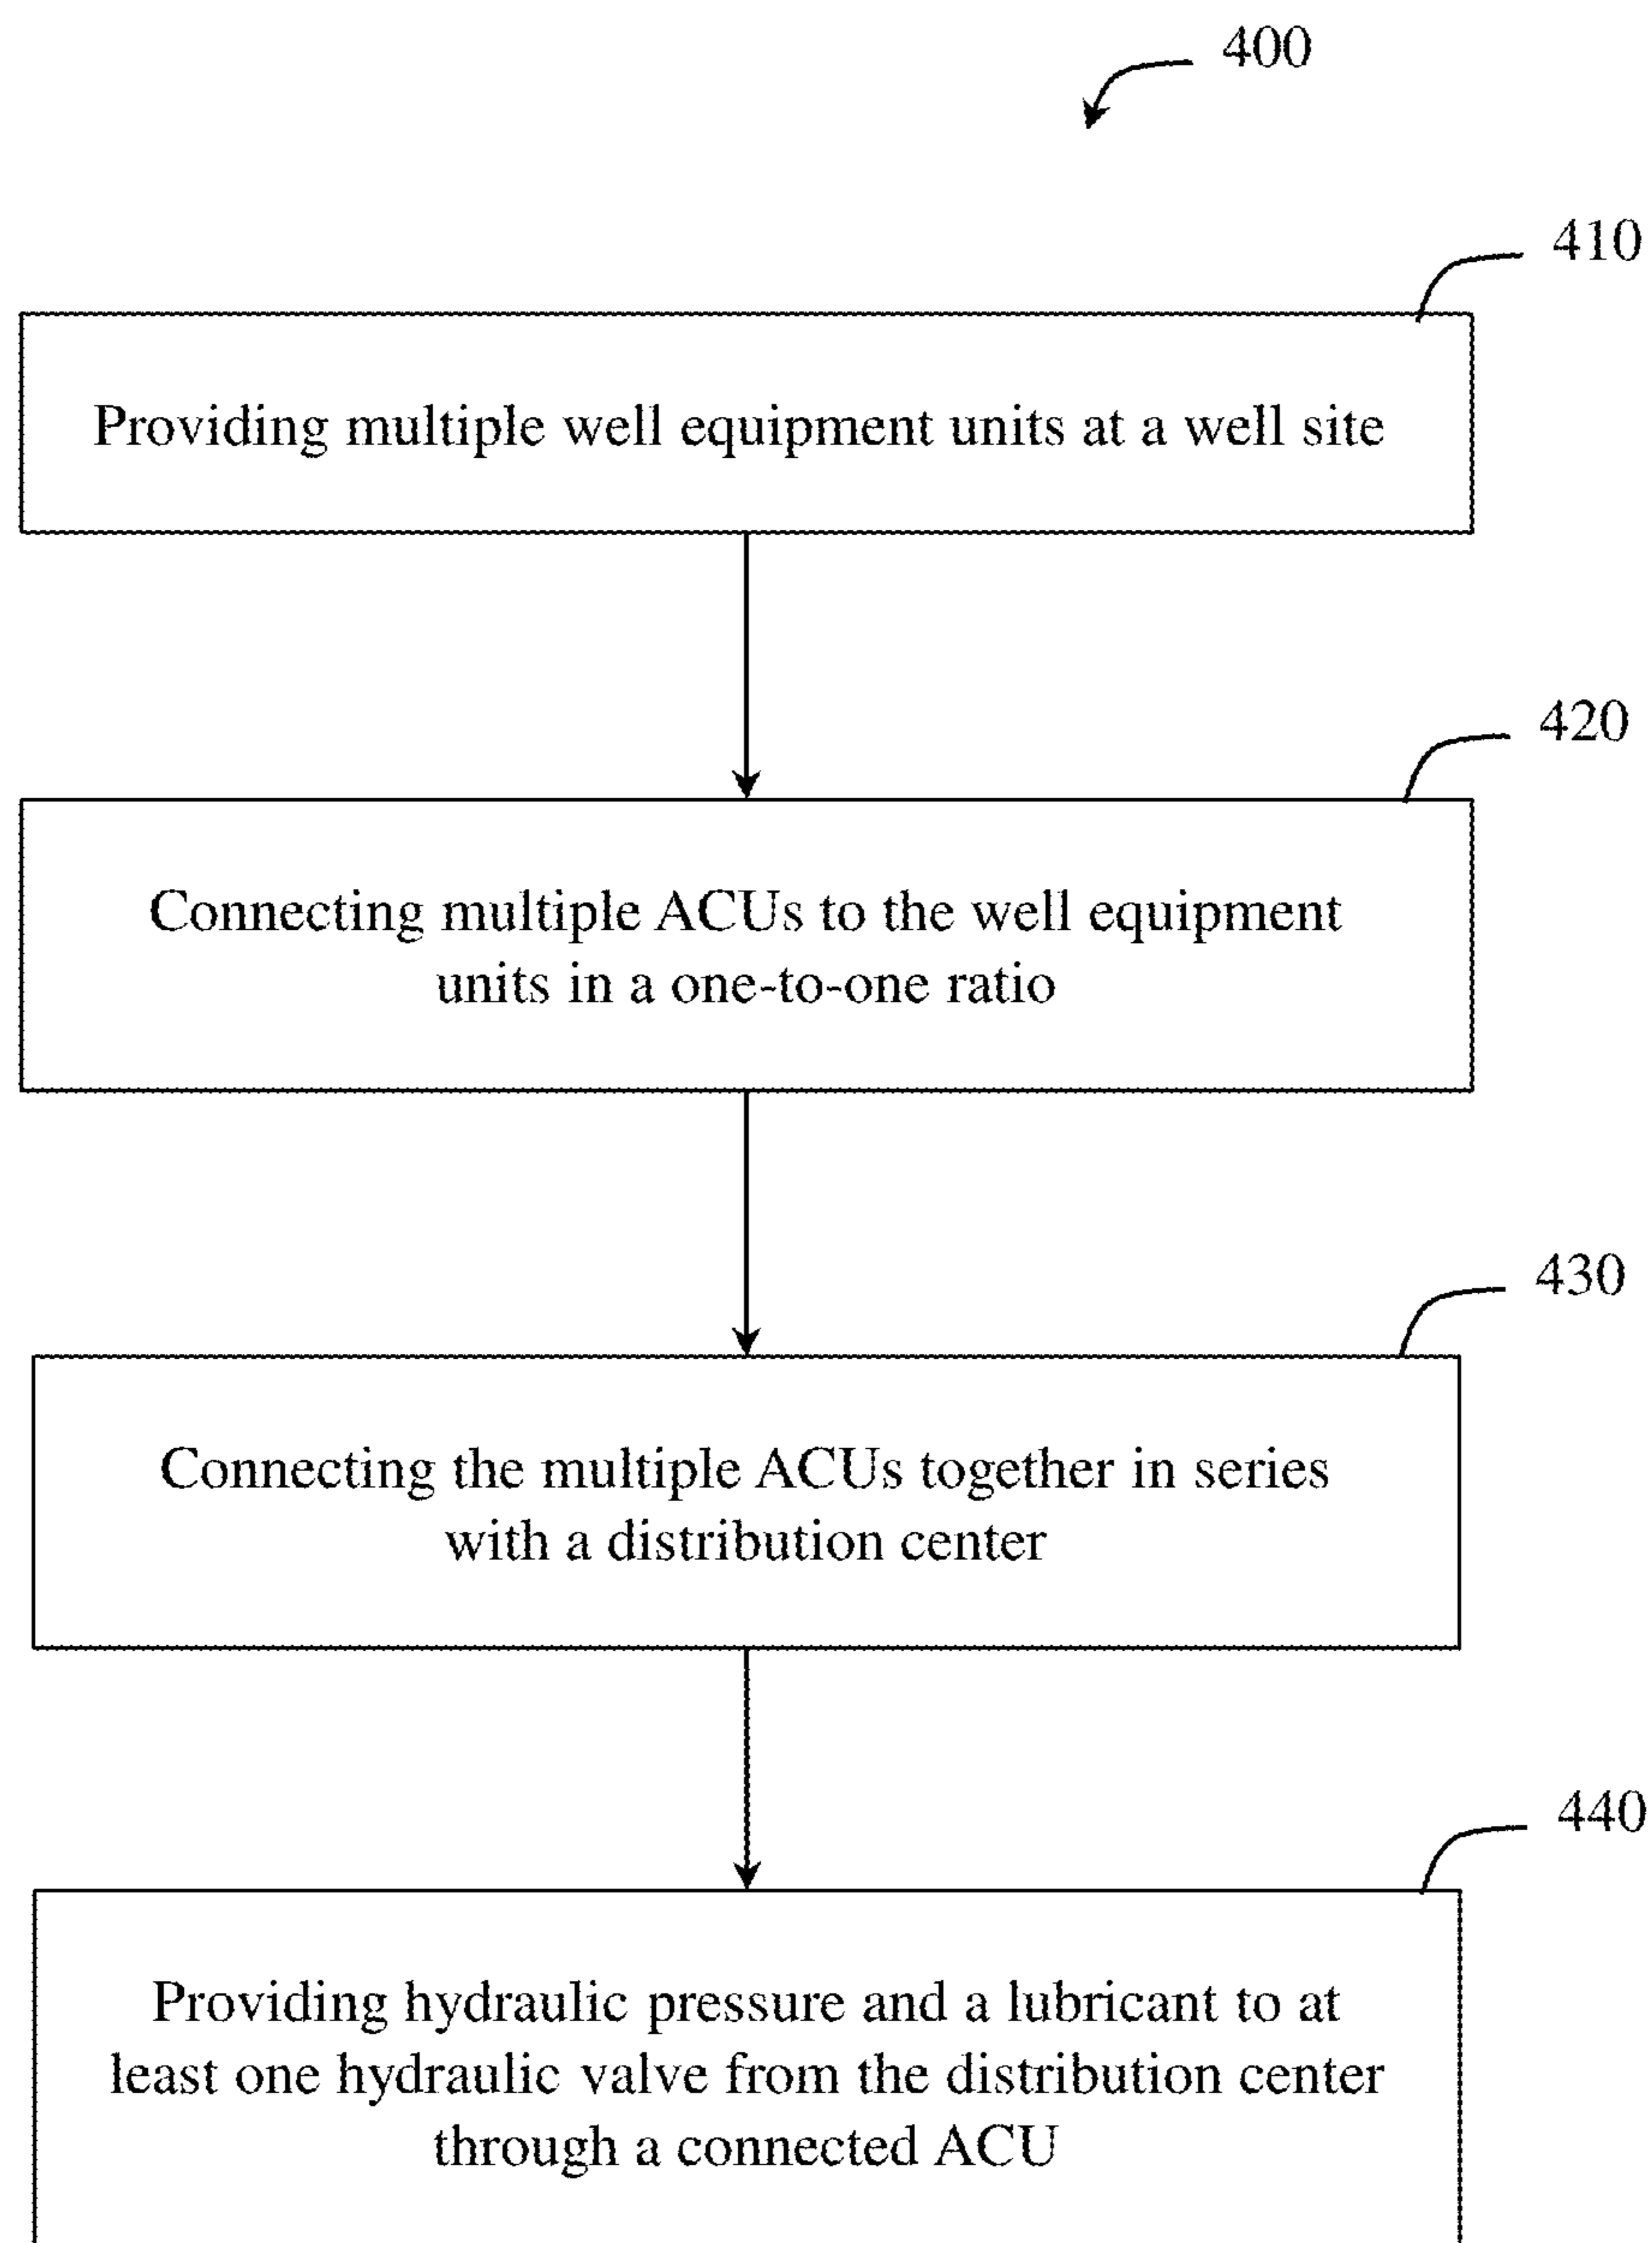 400
410
Providing multiple well equipment units at a well site
420
Connecting multiple ACUs to the well equipment
units in a one-to-one ratio
430
Connecting the multiple ACUs together in series
with a distribution center
440
Providing hydraulic pressure and a lubricant to at
least one hydraulic valve from the distribution center
through a connected ACU